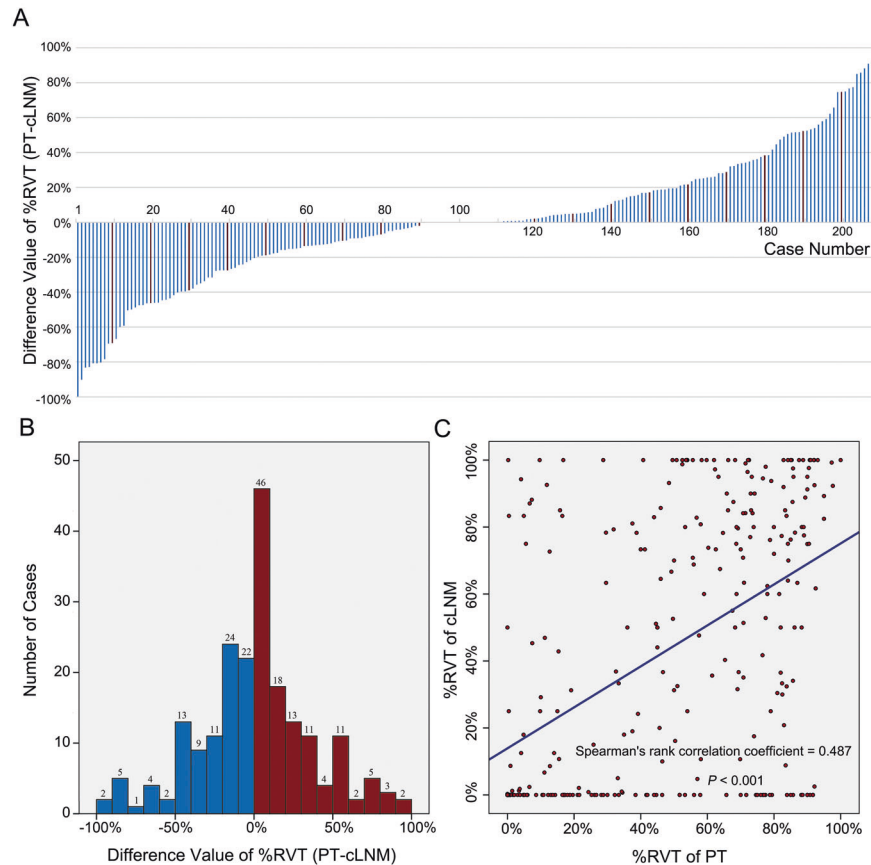 A
Difference Value of %RVT (PT-cLNM)
100%
80%
60%
40%
20%
0%
-20%
-40%
-60%
-80%
-100%
1 20 40 60 80 100
120 140 160 180 200
Case Number
B
Number of Cases
50
40
30
20
10
0
2 5 1 4 2 13 9 11 24 22 46 18 13 11 4 11 2 5 3 2
-100% -50% 0% 50% 100%
Difference Value of %RVT (PT-cLNM)
C
%RVT of cLNM
100%
80%
60%
40%
20%
0%
Spearman's rank correlation coefficient = 0.487
P < 0.001
0% 20% 40% 60% 80% 100%
%RVT of PT